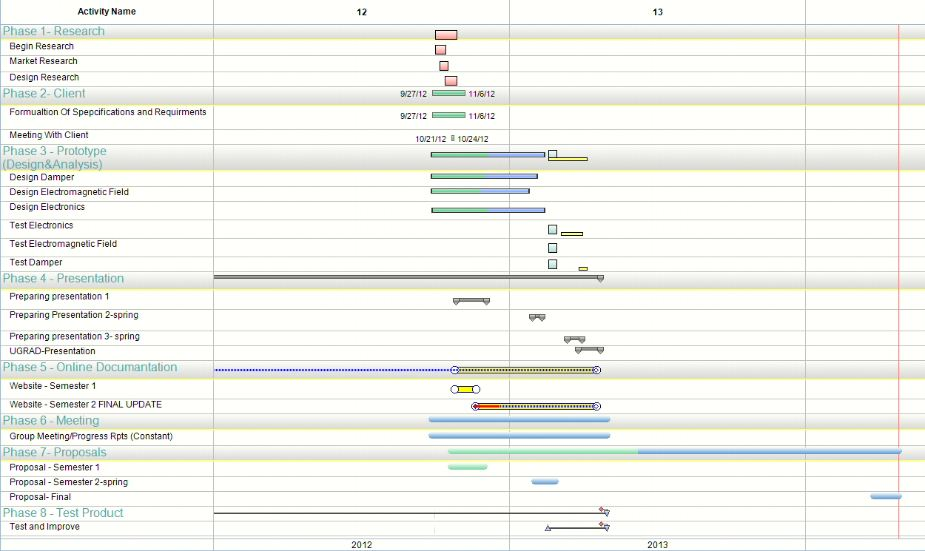 Activity Name 12 13
Phase 1- Research
Begin Research
Market Research
Design Research
Phase 2- Client 9/27/12 11/6/12
Formualtion Of Spepcifications and Requirments 9/27/12 11/6/12
Meeting With Client 10/21/12 10/24/12
Phase 3 - Prototype
(Design&Analysis)
Design Damper
Design Electromagnetic Field
Design Electronics
Test Electronics
Test Electromagnetic Field
Test Damper
Phase 4 - Presentation
Preparing presentation 1
Preparing Presentation 2-spring
Preparing presentation 3- spring
UGRAD-Presentation
Phase 5 - Online Documantation
Website - Semester 1
Website - Semester 2 FINAL UPDATE
Phase 6 - Meeting
Group Meeting/Progress Rpts (Constant)
Phase 7- Proposals
Proposal - Semester 1
Proposal - Semester 2-spring
Proposal- Final
Phase 8 - Test Product
Test and Improve
2012 2013